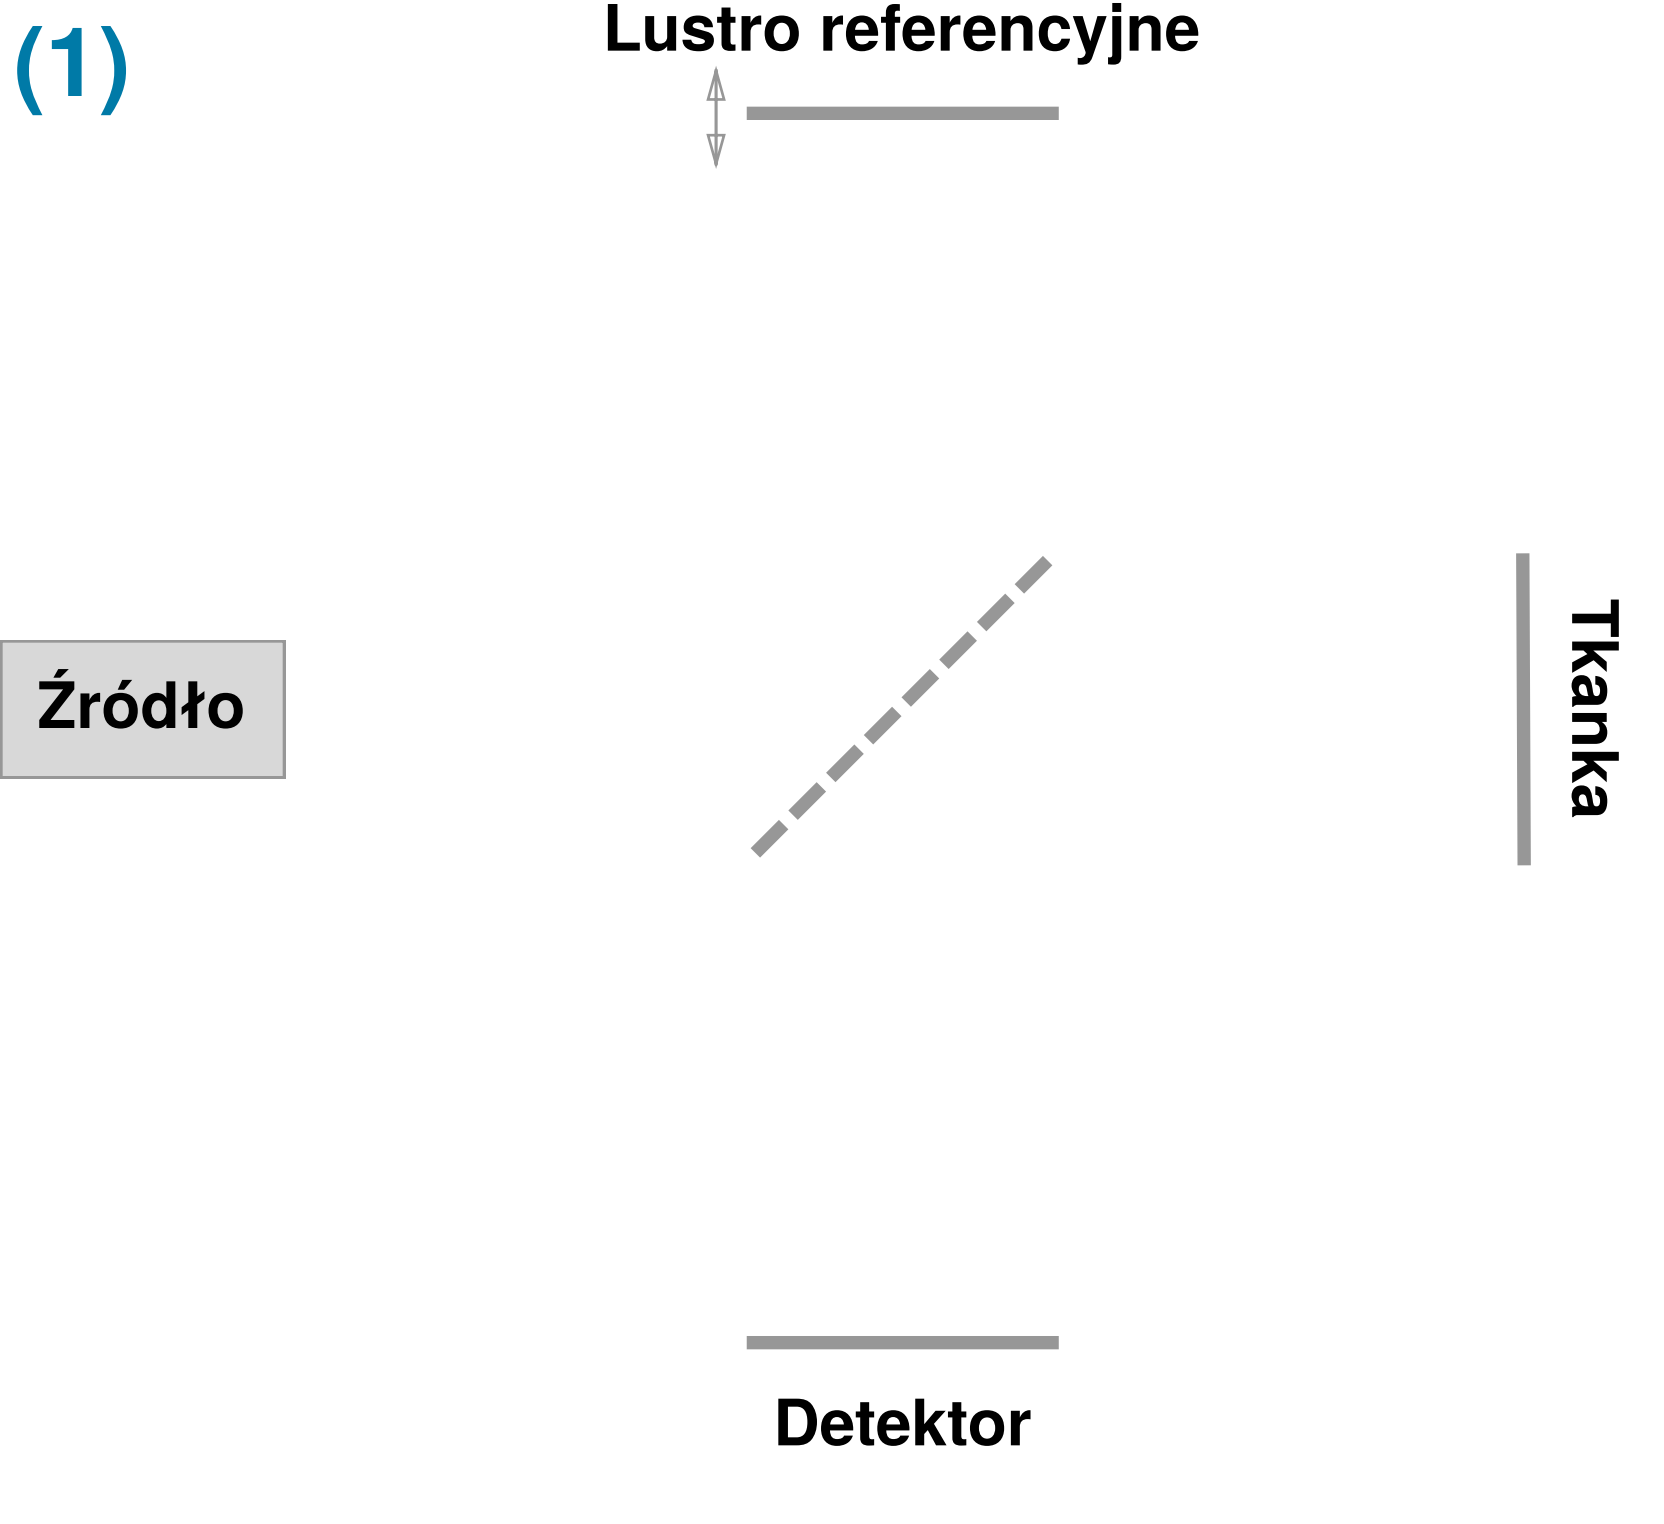 (1)
Lustro referencyjne
Źródło
Tkanka
Detektor